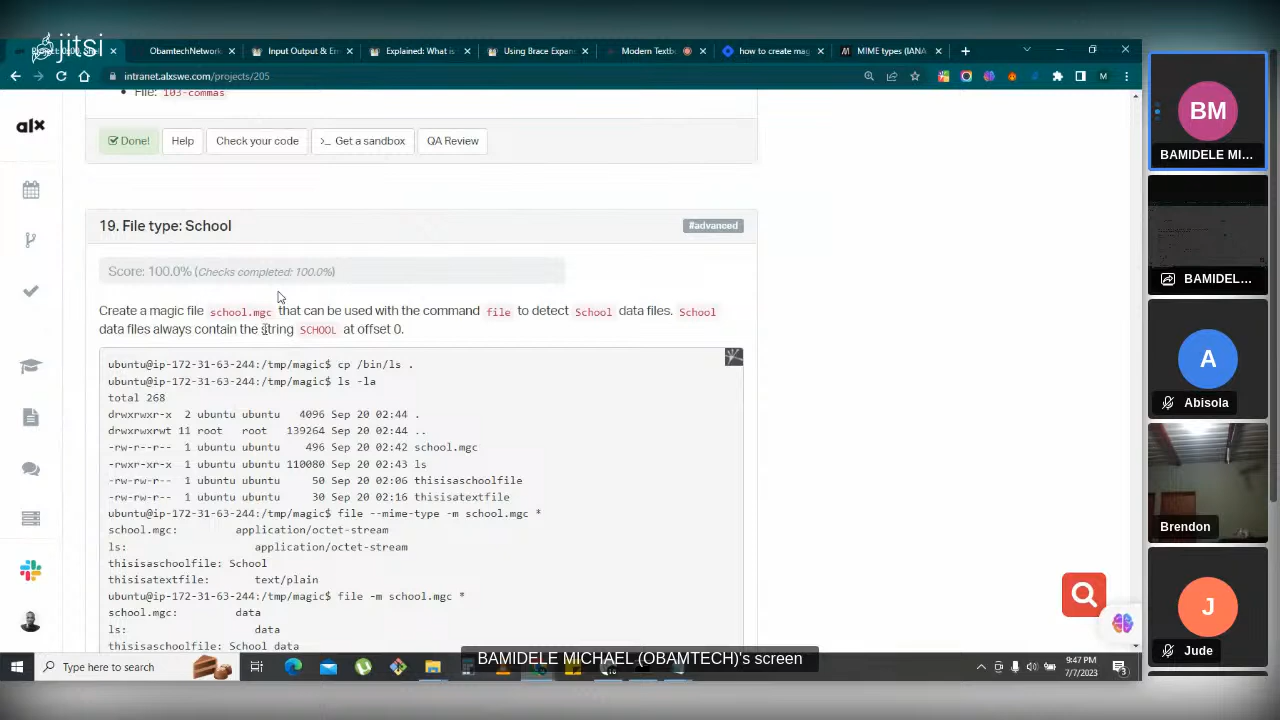 jitsi
ObamtechNetwork
Input Output & Er
Explained: What is
Using Brace Expan
Modern Textb
how to create mag
MIME types (IANA
intranet.alxswe.com/projects/205
M
File: 103-commas
alx
Done!
Help
Check your code
>_ Get a sandbox
QA Review
19. File type: School
#advanced
Score: 100.0% (Checks completed: 100.0%)
Create a magic file school.mgc that can be used with the command file to detect School data files. School
data files always contain the string SCHOOL at offset 0.
ubuntu@ip-172-31-63-244:/tmp/magic$ cp /bin/ls .
ubuntu@ip-172-31-63-244:/tmp/magic$ ls -la
total 268
drwxrwxr-x 2 ubuntu ubuntu 4096 Sep 20 02:44 .
drwxrwxrwt 11 root root 139264 Sep 20 02:44 ..
-rw-r--r-- 1 ubuntu ubuntu 496 Sep 20 02:42 school.mgc
-rwxr-xr-x 1 ubuntu ubuntu 110080 Sep 20 02:43 ls
-rw-rw-r-- 1 ubuntu ubuntu 50 Sep 20 02:06 thisisaschoolfile
-rw-rw-r-- 1 ubuntu ubuntu 30 Sep 20 02:16 thisisatextfile
ubuntu@ip-172-31-63-244:/tmp/magic$ file --mime-type -m school.mgc *
school.mgc: application/octet-stream
ls: application/octet-stream
thisisaschoolfile: School
thisisatextfile: text/plain
ubuntu@ip-172-31-63-244:/tmp/magic$ file -m school.mgc *
school.mgc: data
ls: data
thisisaschoolfile: School data
Type here to search
BAMIDELE MICHAEL (OBAMTECH)'s screen
9:47 PM
7/7/2023
BM
BAMIDELE MI...
BAMIDEL...
A
Abisola
Brendon
J
Jude